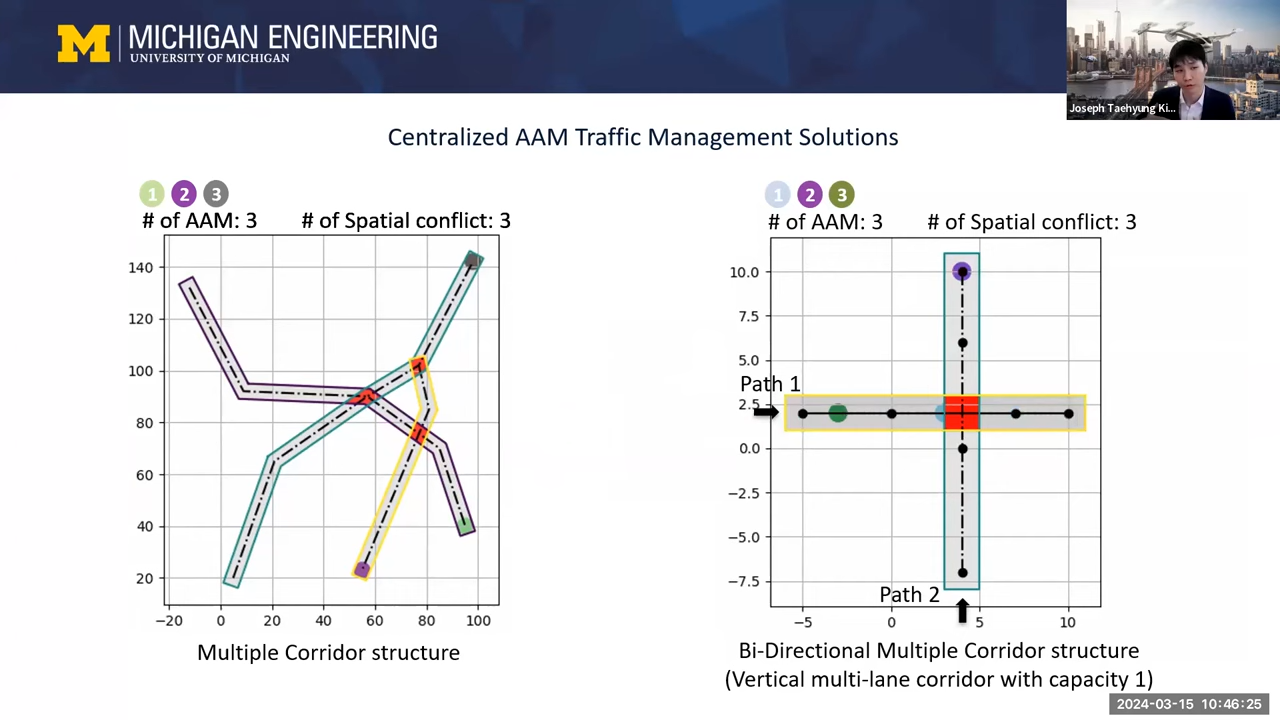 M MICHIGAN ENGINEERING
UNIVERSITY OF MICHIGAN
Joseph Taehyung Ki...
Centralized AAM Traffic Management Solutions
1 2 3
# of AAM: 3 # of Spatial conflict: 3
140
120
100
80
60
40
20
−20 0 20 40 60 80 100
Multiple Corridor structure
1 2 3
# of AAM: 3 # of Spatial conflict: 3
10.0
7.5
5.0
Path 1
2.5
0.0
−2.5
−5.0
−7.5
Path 2
−5 0 5 10
Bi-Directional Multiple Corridor structure
(Vertical multi-lane corridor with capacity 1)
2024-03-15 10:46:25